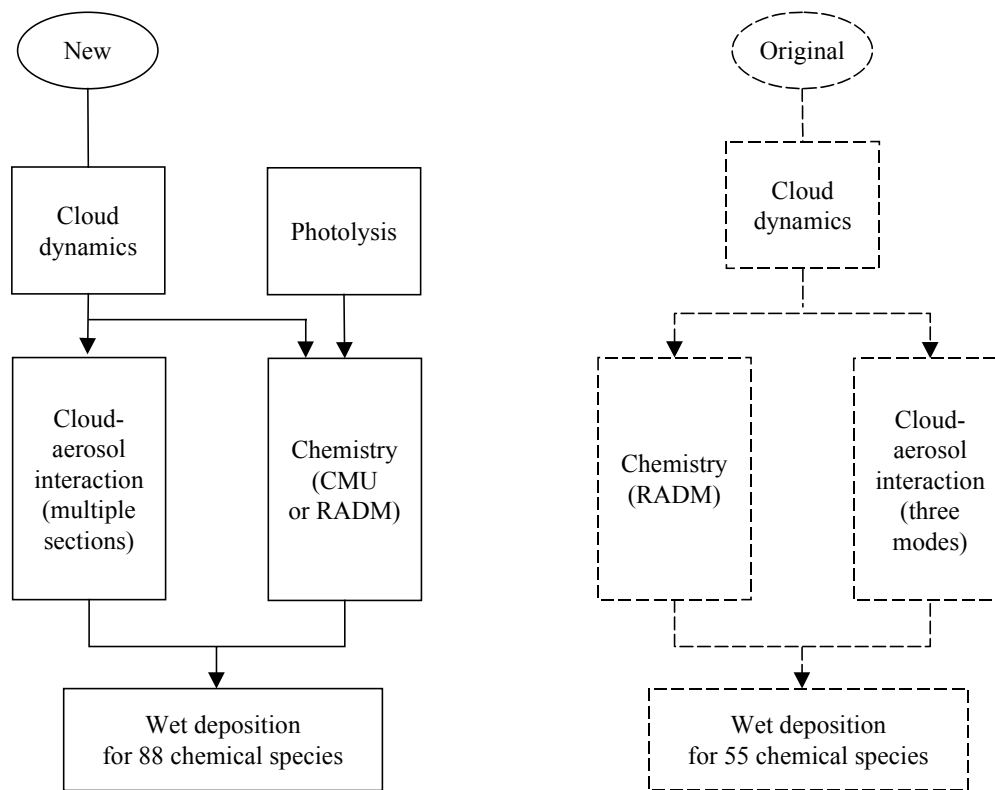 New
Cloud
dynamics
Photolysis
Cloud-
aerosol
interaction
(multiple
sections)
Chemistry
(CMU
or RADM)
Wet deposition
for 88 chemical species
Original
Cloud
dynamics
Chemistry
(RADM)
Cloud-
aerosol
interaction
(three
modes)
Wet deposition
for 55 chemical species